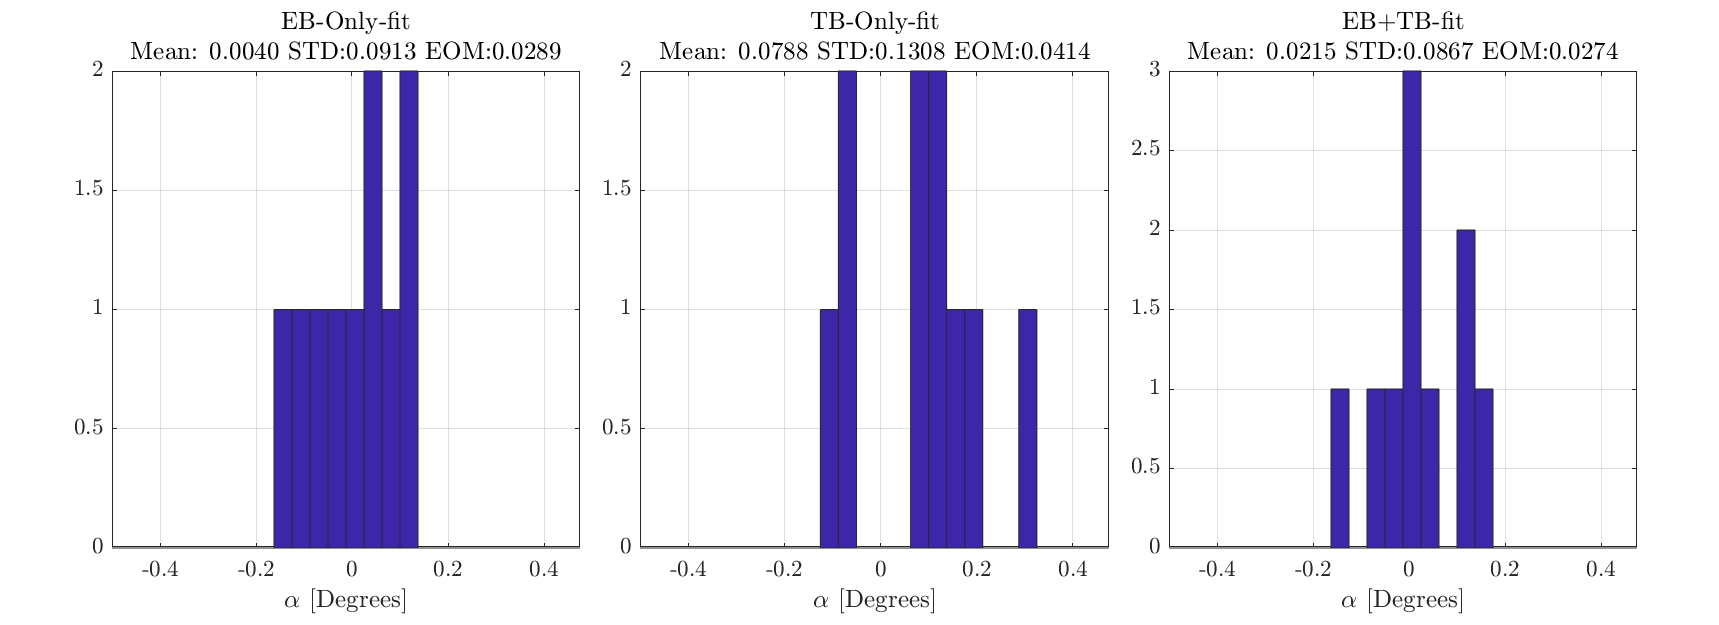 EB-Only-fit
Mean: 0.0040 STD:0.0913 EOM:0.0289
2
1.5
1
0.5
0
-0.4 -0.2 0 0.2 0.4
α [Degrees]
TB-Only-fit
Mean: 0.0788 STD:0.1308 EOM:0.0414
2
1.5
1
0.5
0
-0.4 -0.2 0 0.2 0.4
α [Degrees]
EB+TB-fit
Mean: 0.0215 STD:0.0867 EOM:0.0274
3
2.5
2
1.5
1
0.5
0
-0.4 -0.2 0 0.2 0.4
α [Degrees]